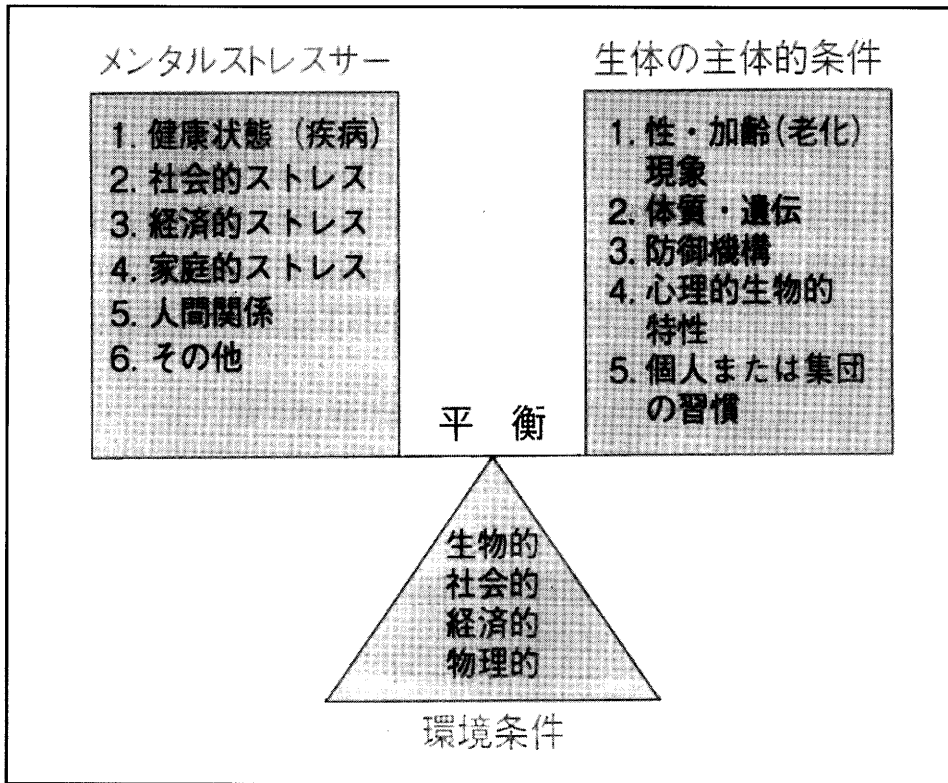 メンタルストレスサー
1. 健康状態（疾病）
2. 社会的ストレス
3. 経済的ストレス
4. 家庭的ストレス
5. 人間関係
6. その他
生体の主体的条件
1. 性・加齢（老化）
現象
2. 体質・遺伝
3. 防御機構
4. 心理的生物的
特性
5. 個人または集団
の習慣
平衡
生物的
社会的
経済的
物理的
環境条件